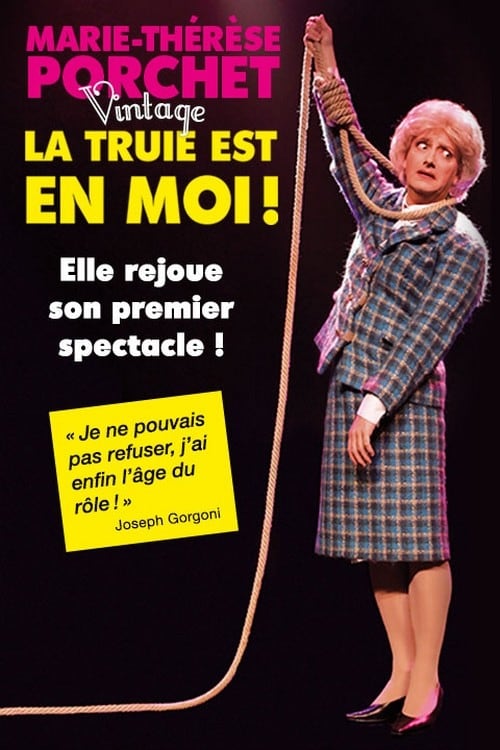 MARIE-THÉRÈSE
PORCHET
Vintage
LA TRUIE EST
EN MOI !
Elle rejoue
son premier
spectacle !
« Je ne pouvais
pas refuser, j’ai
enfin l’âge du
rôle ! »
Joseph Gorgoni